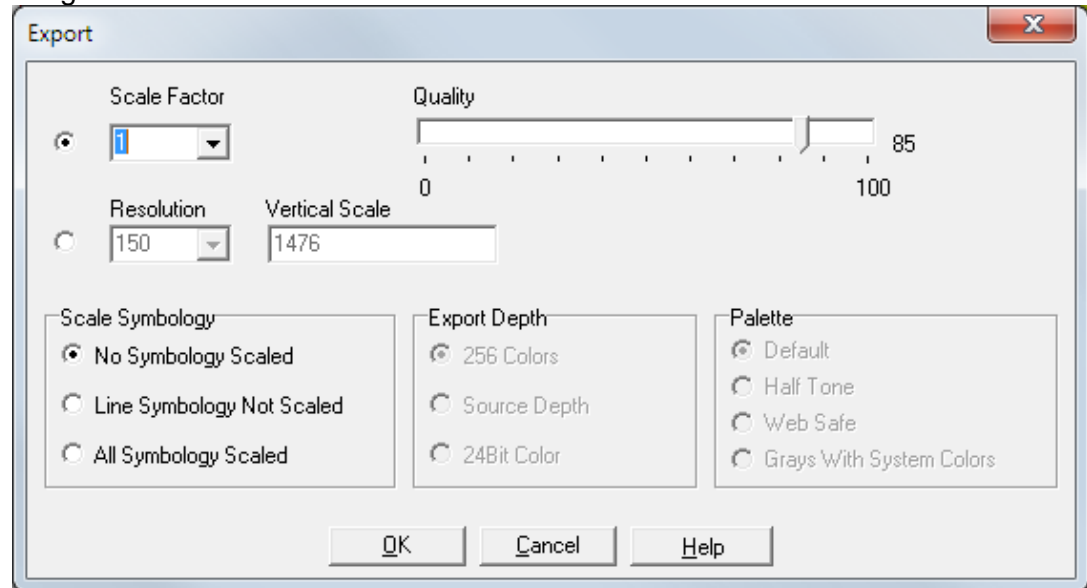 Export
Scale Factor
Quality
1
85
0
100
Resolution
Vertical Scale
150
1476
Scale Symbology
Export Depth
Palette
No Symbology Scaled
256 Colors
Default
Half Tone
Line Symbology Not Scaled
Source Depth
Web Safe
All Symbology Scaled
24Bit Color
Grays With System Colors
OK
Cancel
Help